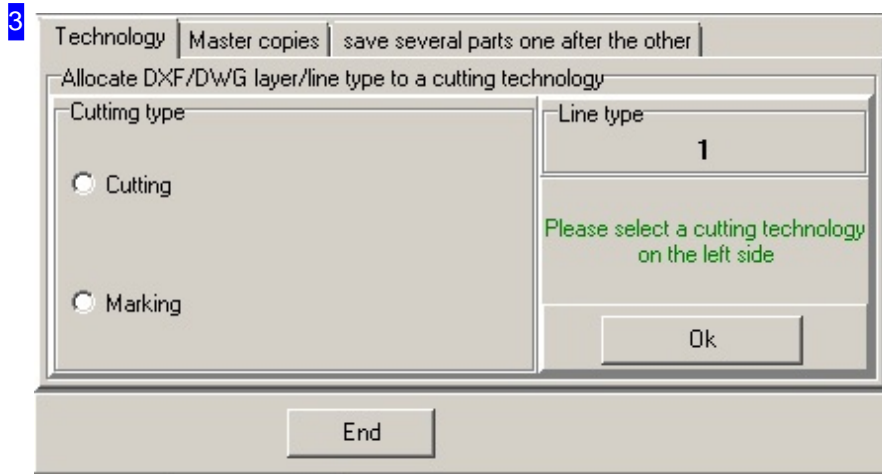 3
Technology Master copies save several parts one after the other
Allocate DXF/DWG layer/line type to a cutting technology
Cuttimg type
Line type
1
Cutting
Please select a cutting technology
on the left side
Marking
Ok
End